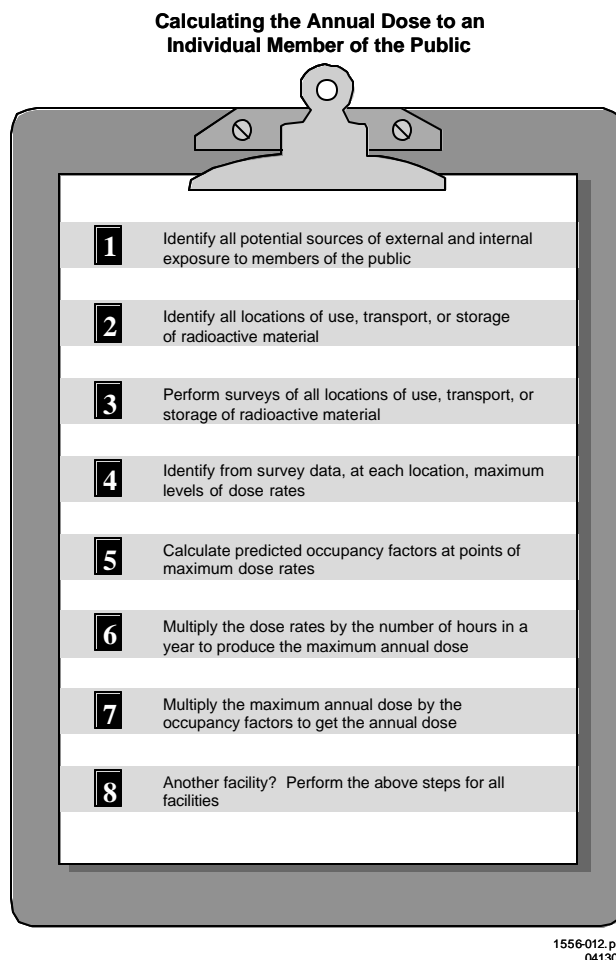 Calculating the Annual Dose to an
Individual Member of the Public
1 Identify all potential sources of external and internal
exposure to members of the public
2 Identify all locations of use, transport, or storage
of radioactive material
3 Perform surveys of all locations of use, transport, or
storage of radioactive material
4 Identify from survey data, at each location, maximum
levels of dose rates
5 Calculate predicted occupancy factors at points of
maximum dose rates
6 Multiply the dose rates by the number of hours in a
year to produce the maximum annual dose
7 Multiply the maximum annual dose by the
occupancy factors to get the annual dose
8 Another facility? Perform the above steps for all
facilities
1556-012.p
04130